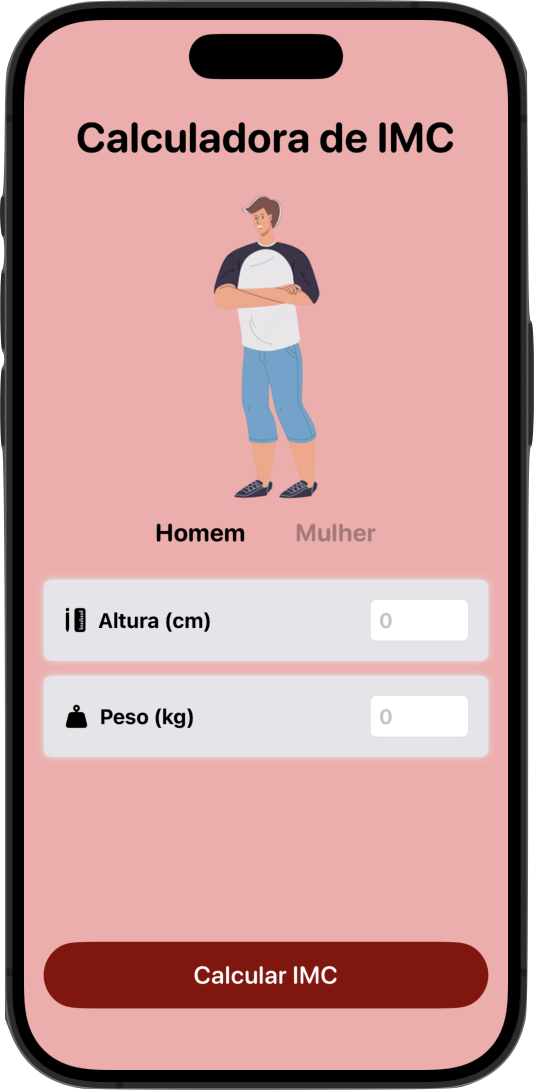 Calculadora de IMC
Homem Mulher
Altura (cm) 0
Peso (kg) 0
Calcular IMC